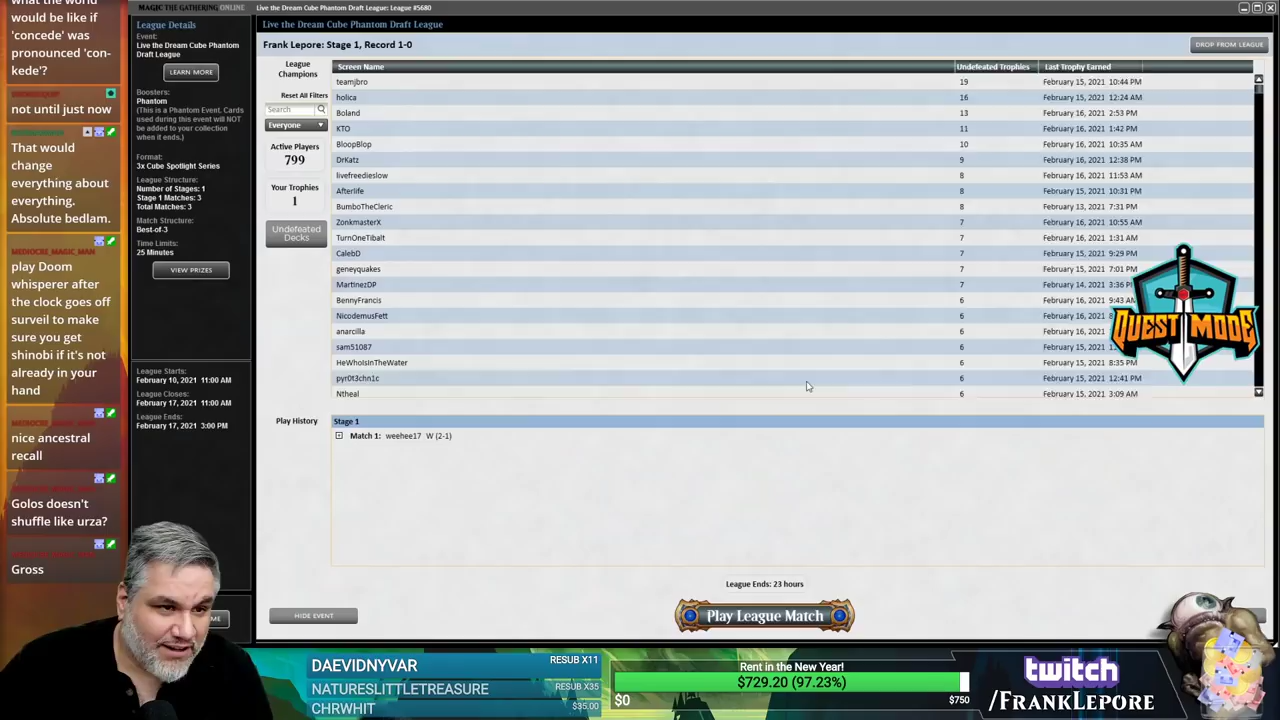 what the
world would
be like if
'concede' was
pronounced 'con-
kede'?
not until just
now
That would
change
everything about
everything.
Absolute bedlam.
MEDIOCRE_MAGIC_MAN
play Doom
whisperer after
the clock goes off
surveil to make
sure you get
shinobi if it's not
already in your
hand
nice ancestral
recall
Golos doesn't
shuffle like urza?
Gross
MAGIC THE GATHERING ONLINE
Live the Dream Cube Phantom Draft League: League #5680
League Details
Event:
Live the Dream Cube Phantom
Draft League
LEARN MORE
Boosters:
Phantom
(This is a Phantom Event. Cards
used during this event will NOT
be added to your collection
when it ends.)
Format:
3x Cube Spotlight Series
League Structure:
Number of Stages: 1
Stage 1 Matches: 3
Total Matches: 3
Match Structure:
Best-of-3
Time Limits:
25 Minutes
VIEW PRIZES
League Starts:
February 10, 2021 11:00 AM
League Closes:
February 17, 2021 11:00 AM
League Ends:
February 17, 2021 3:00 PM
Live the Dream Cube Phantom Draft League
Frank Lepore: Stage 1, Record 1-0
DROP FROM LEAGUE
League
Champions
Reset All Filters
Search
Everyone
Active Players
799
Your Trophies
1
Undefeated
Decks
Screen Name Undefeated Trophies Last Trophy Earned
teamjbro 19 February 15, 2021 10:44 PM
holica 16 February 15, 2021 12:24 AM
Boland 13 February 15, 2021 2:53 PM
KTO 11 February 16, 2021 1:42 PM
BloopBlop 10 February 16, 2021 10:35 AM
DrKatz 9 February 16, 2021 12:38 PM
livefreedieslow 8 February 16, 2021 11:53 AM
Afterlife 8 February 15, 2021 10:31 PM
BumboTheCleric 8 February 13, 2021 7:31 PM
ZonkmasterX 7 February 16, 2021 10:55 AM
TurnOneTibalt 7 February 16, 2021 1:31 AM
CalebD 7 February 15, 2021 9:29 PM
geneyquakes 7 February 15, 2021 7:01 PM
MartinezDP 7 February 14, 2021 3:36 P
BennyFrancis 6 February 16, 2021 9:43 A
NicodemusFett 6 February 16, 2021 8
anarcilla 6 February 16, 2021
sam51087 6 February 15, 2021
HeWhoIsInTheWater 6 February 15, 2021 8:35 PM
pyr0t3chn1c 6 February 15, 2021 12:41 PM
Ntheal 6 February 15, 2021 3:09 AM
QUEST MODE
Play History
Stage 1
Match 1: weehee17 W (2-1)
League Ends: 23 hours
HIDE EVENT
Play League Match
DAEVIDNYVAR RESUB X11
NATURESLITTLETREASURE RESUB X35
CHRWHIT $35.00
Rent in the New Year!
$729.20 (97.23%)
$0
$750
twitch
/FRANKLEPORE